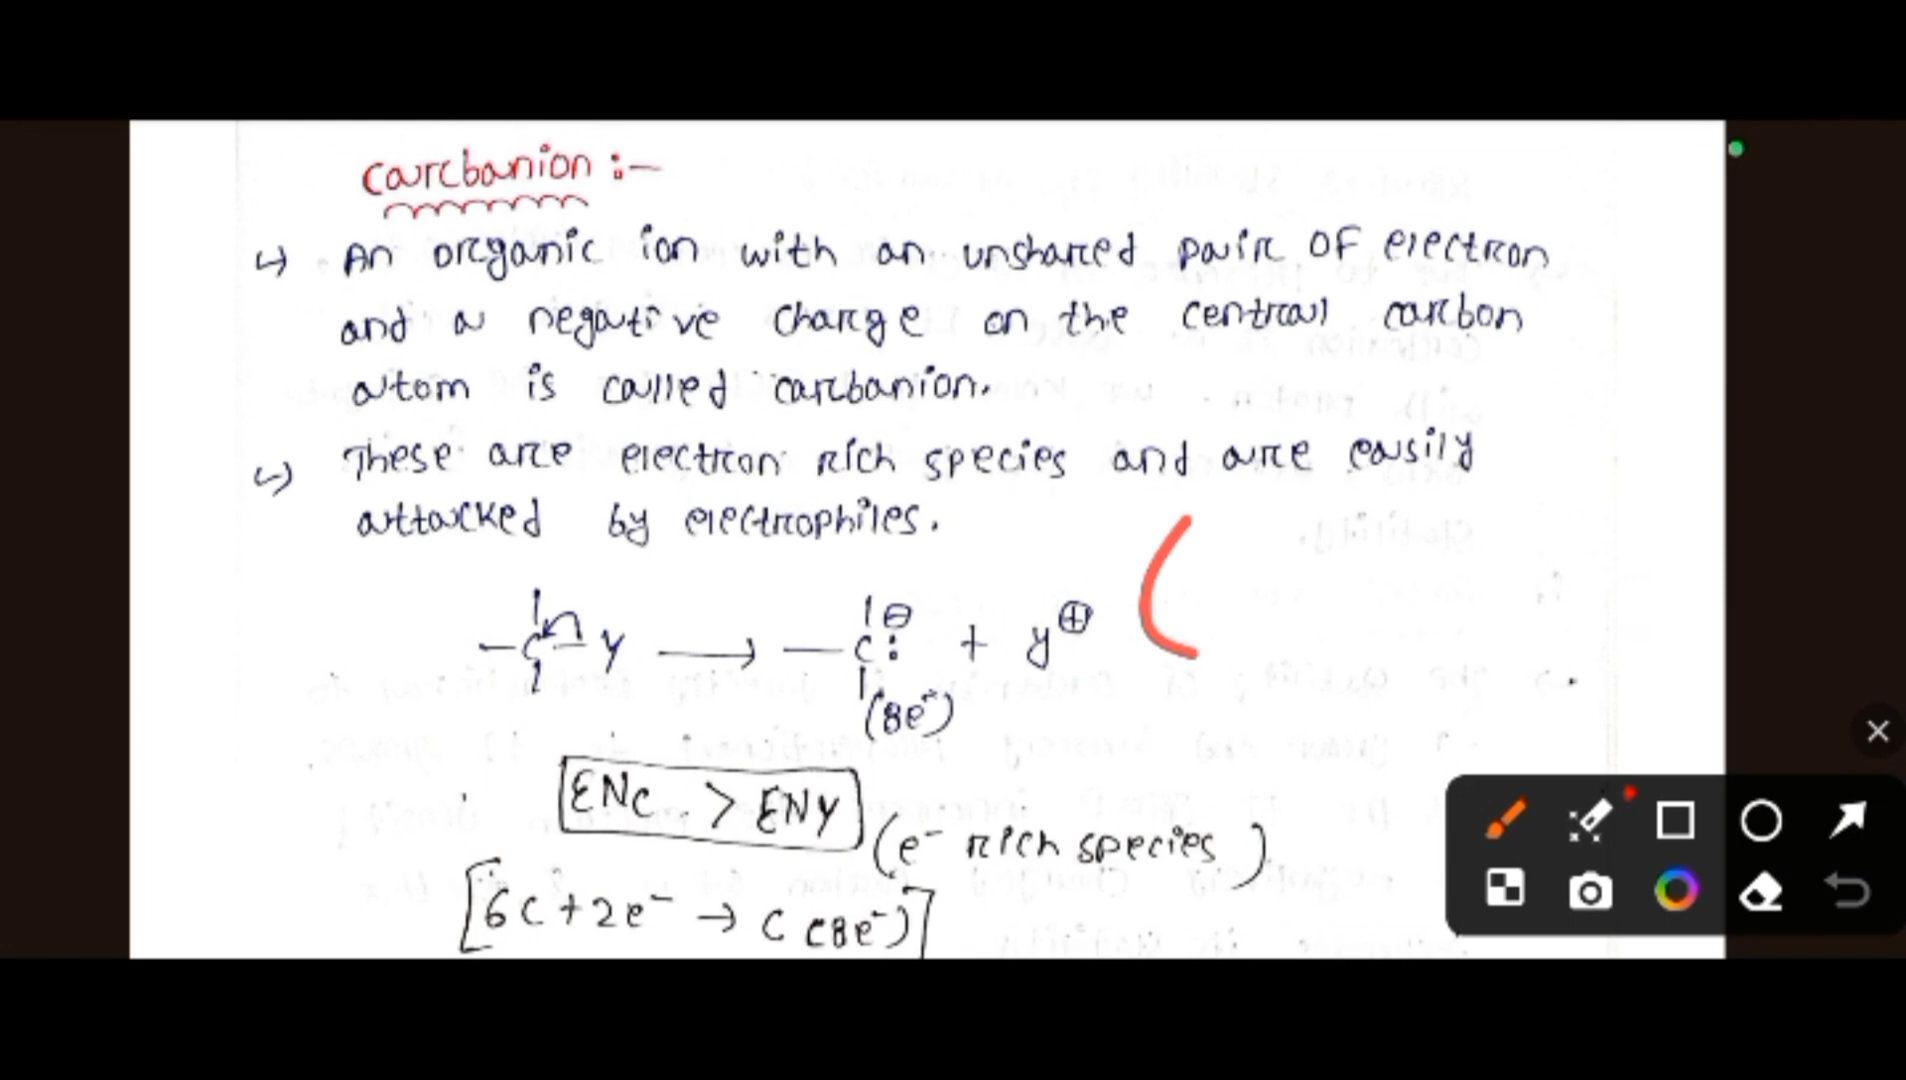 carbanion :-
↪ An organic ion with an unshared pair of electron
and a negative charge on the central carbon
atom is called carbanion.
↪ These are electron rich species and are easily
attacked by electrophiles.
-C-Y ⟶ -C:⊖ + y⊕
(8e⁻)
ENC > ENY
(e⁻ rich species)
[6C+2e⁻ → C (8e⁻)]